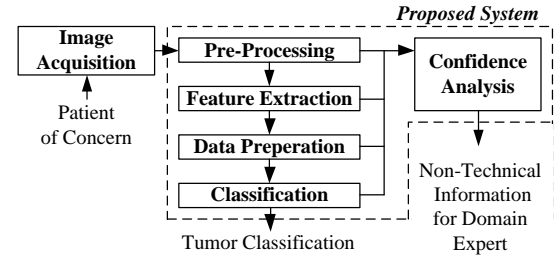 Proposed System
Image
Acquisition
Pre-Processing
Confidence
Analysis
Feature Extraction
Patient
of Concern
Data Preperation
Classification
Non-Technical
Information
for Domain
Expert
Tumor Classification